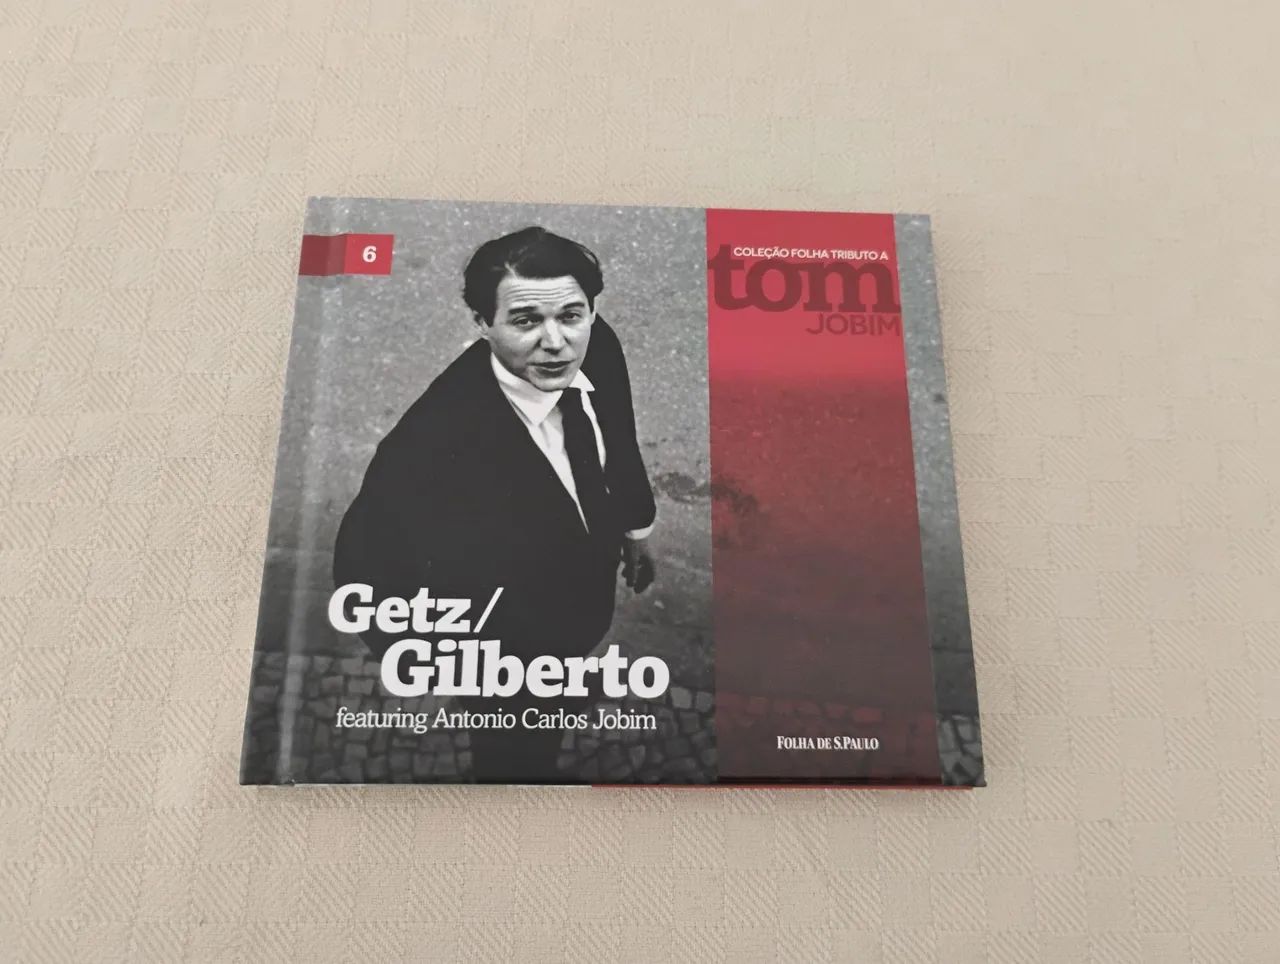 6
COLEÇÃO FOLHA TRIBUTO A
tom
JOBIM
Getz/
Gilberto
featuring Antonio Carlos Jobim
FOLHA DE S.PAULO